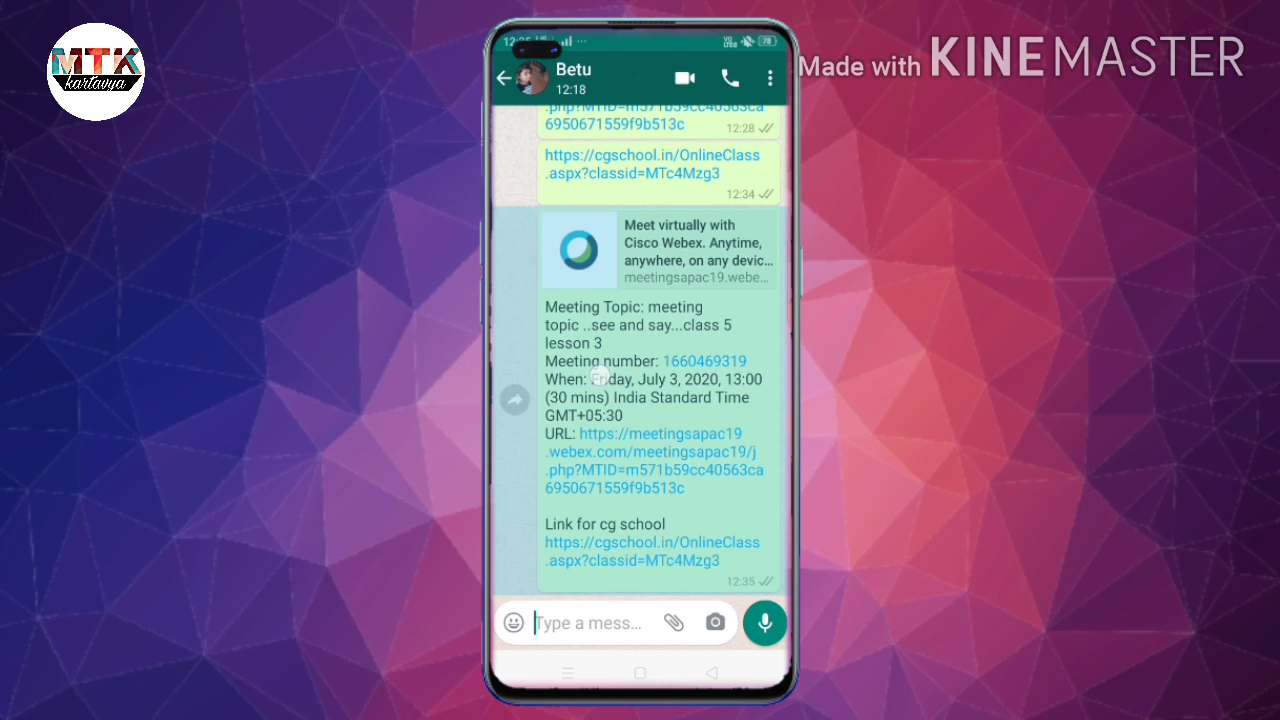 MTK
kartavya
Made with KINEMASTER
Betu
12:18
78
6950671559f9b513c
12:28
https://cgschool.in/OnlineClass
.aspx?classid=MTc4Mzg3
12:34
Meet virtually with
Cisco Webex. Anytime,
anywhere, on any devic...
meetingsapac19.webe...
Meeting Topic: meeting
topic ..see and say...class 5
lesson 3
Meeting number: 1660469319
When: Friday, July 3, 2020, 13:00
(30 mins) India Standard Time
GMT+05:30
URL: https://meetingsapac19
.webex.com/meetingsapac19/j
.php?MTID=m571b59cc40563ca
6950671559f9b513c
Link for cg school
https://cgschool.in/OnlineClass
.aspx?classid=MTc4Mzg3
12:35
Type a mess...